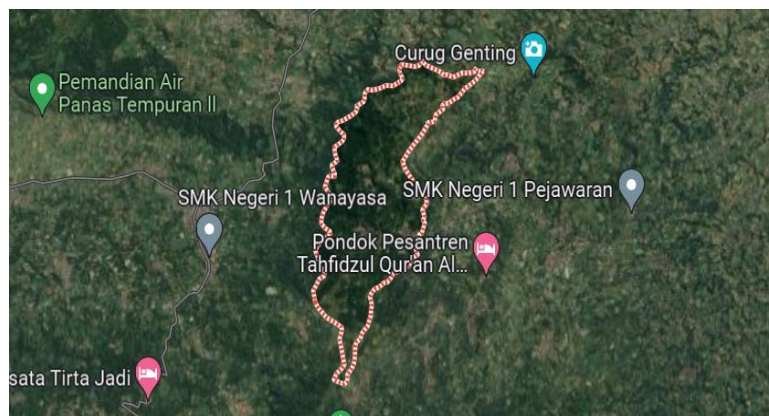 Curug Genting
Pemandian Air
Panas Tempuran II
SMK Negeri 1 Wanayasa
SMK Negeri 1 Pejawaran
Pondok Pesantren
Tahfidzul Qur'an Al...
sata Tirta Jadi